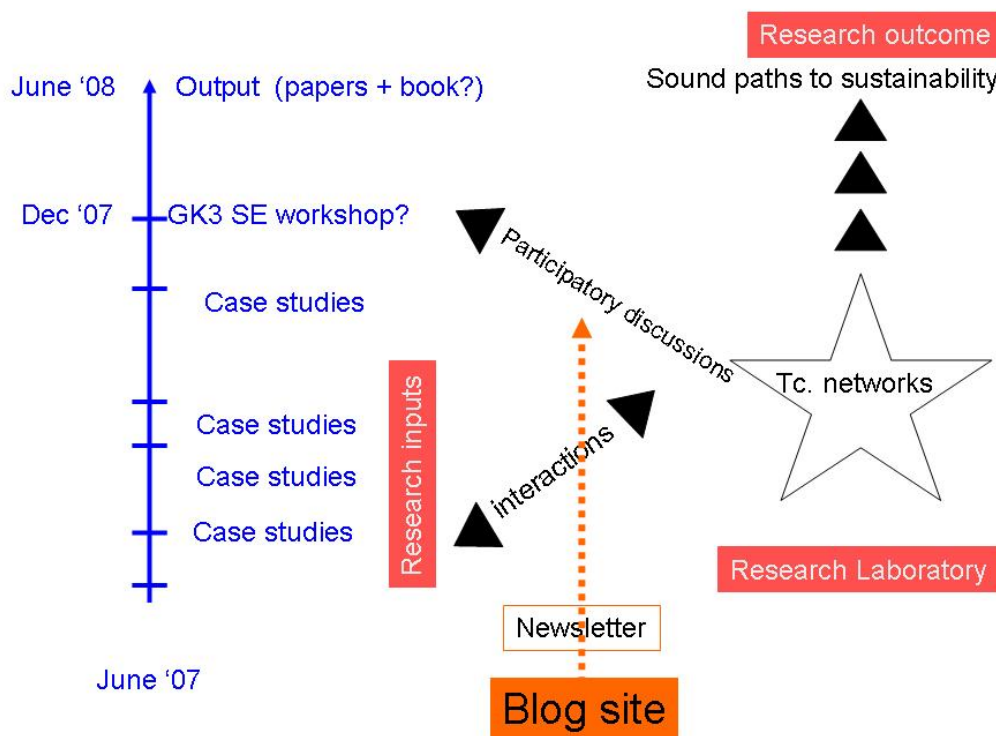 Research outcome
Sound paths to sustainability
June ‘08
Output (papers + book?)
Dec ‘07
GK3 SE workshop?
Participatory discussions
Case studies
Tc. networks
Research inputs
Case studies
interactions
Case studies
Case studies
Research Laboratory
Newsletter
June ‘07
Blog site